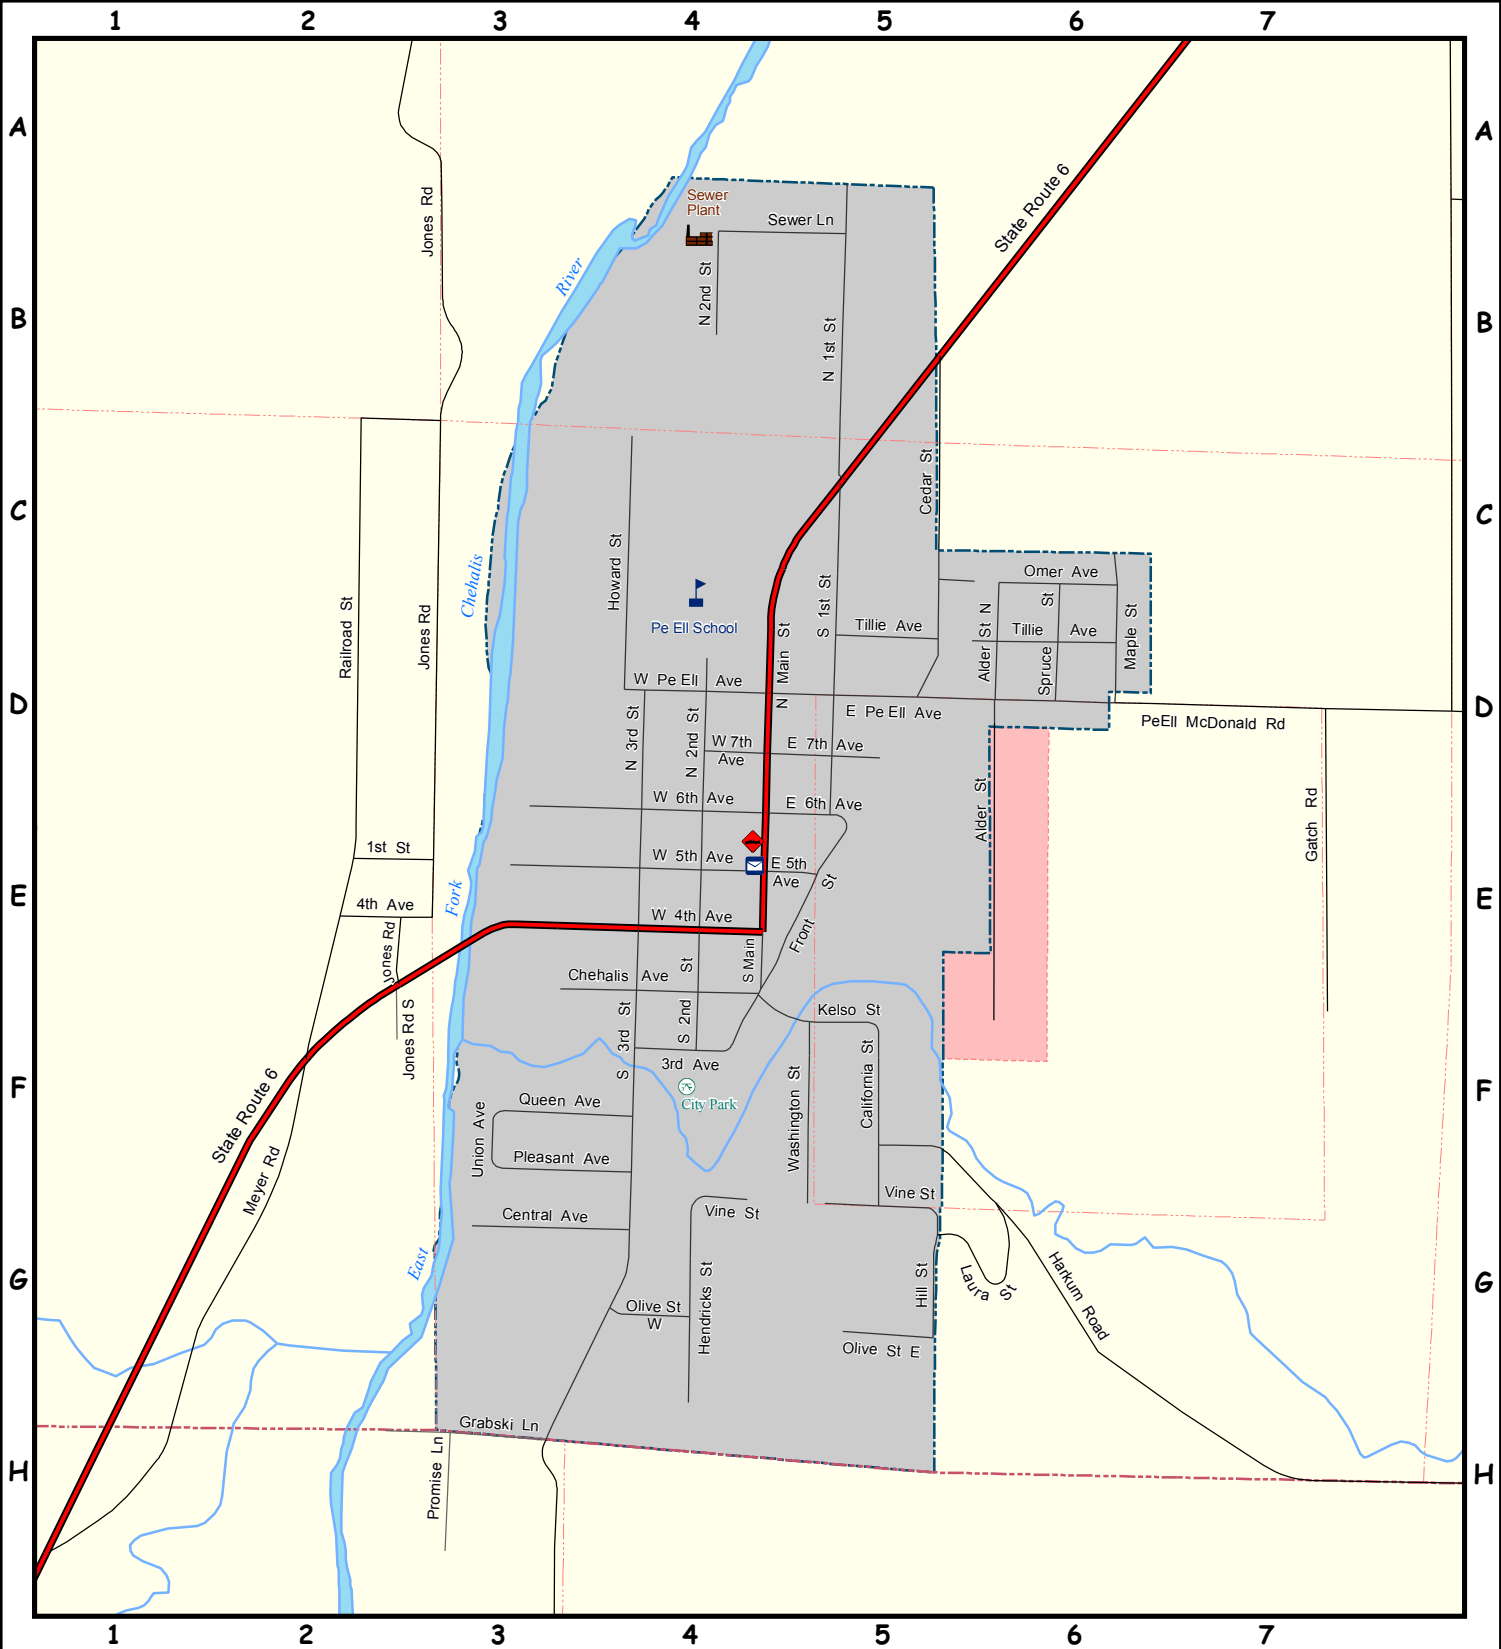 1 2 3 4 5 6 7
A A
Sewer
Plant
Sewer Ln
State Route 6
Jones Rd
River
N 2nd St
B B
N 1st St
Cedar St
C C
Howard St
Chehalis
Omer Ave
Railroad St
Jones Rd
Pe Ell School
S 1st St
N Main St
Tillie Ave
Alder St N
Tillie Ave
Spruce St
Maple St
W Pe Ell Ave
D D
E Pe Ell Ave
PeEll McDonald Rd
N 3rd St
N 2nd St
W 7th
Ave
E 7th Ave
W 6th Ave
E 6th Ave
Alder St
Gatch Rd
1st St
W 5th Ave
E 5th
Ave
E E
4th Ave
Fork
W 4th Ave
Front St
Jones Rd
S Main
Chehalis Ave
Jones Rd S
S 3rd St
S 2nd St
Kelso St
3rd Ave
F F
City Park
Washington St
California St
State Route 6
Queen Ave
Union Ave
Pleasant Ave
Meyer Rd
Vine St
Central Ave
Vine St
East
G G
Hill St
Laura St
Harkum Road
Olive St
W
Hendricks St
Olive St E
Grabski Ln
H H
Promise Ln
1 2 3 4 5 6 7